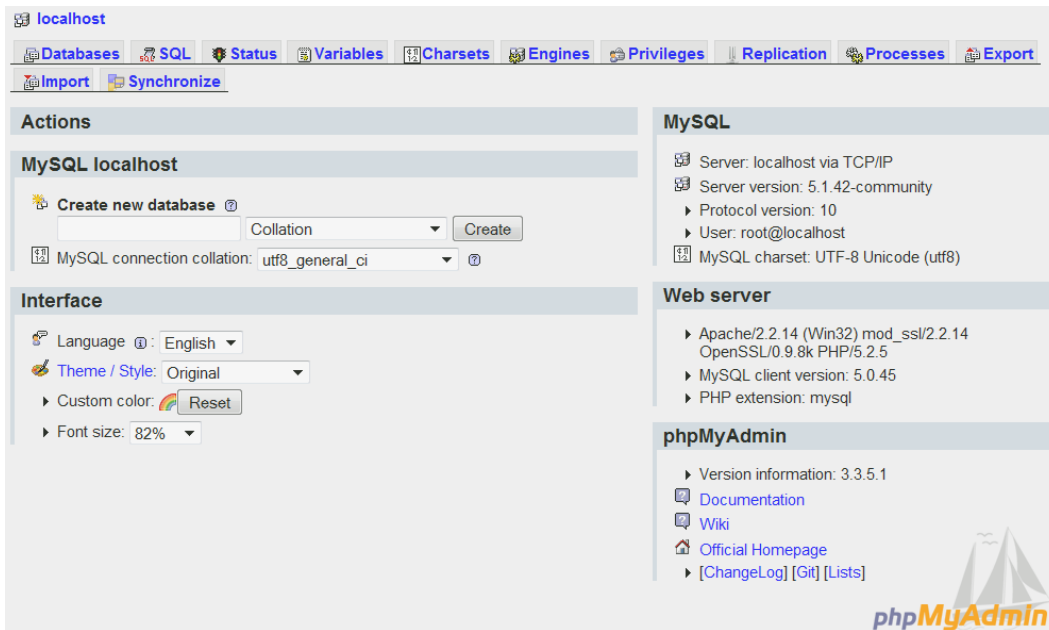 localhost
Databases SQL Status Variables Charsets Engines Privileges Replication Processes Export
Import Synchronize
Actions
MySQL localhost
Create new database
Collation Create
MySQL connection collation: utf8_general_ci
Interface
Language : English
Theme / Style: Original
Custom color: Reset
Font size: 82%
MySQL
Server: localhost via TCP/IP
Server version: 5.1.42-community
Protocol version: 10
User: root@localhost
MySQL charset: UTF-8 Unicode (utf8)
Web server
Apache/2.2.14 (Win32) mod_ssl/2.2.14
OpenSSL/0.9.8k PHP/5.2.5
MySQL client version: 5.0.45
PHP extension: mysql
phpMyAdmin
Version information: 3.3.5.1
Documentation
Wiki
Official Homepage
[ChangeLog] [Git] [Lists]
phpMyAdmin